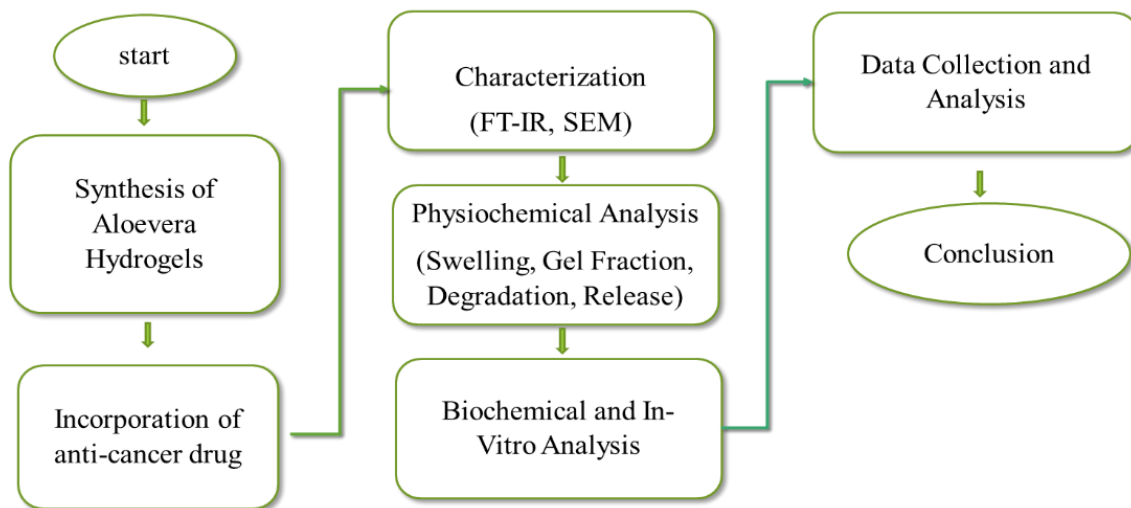 start
Synthesis of
Aloevera
Hydrogels
Incorporation of
anti-cancer drug
Characterization
(FT-IR, SEM)
Physiochemical Analysis
(Swelling, Gel Fraction,
Degradation, Release)
Biochemical and In-
Vitro Analysis
Data Collection and
Analysis
Conclusion